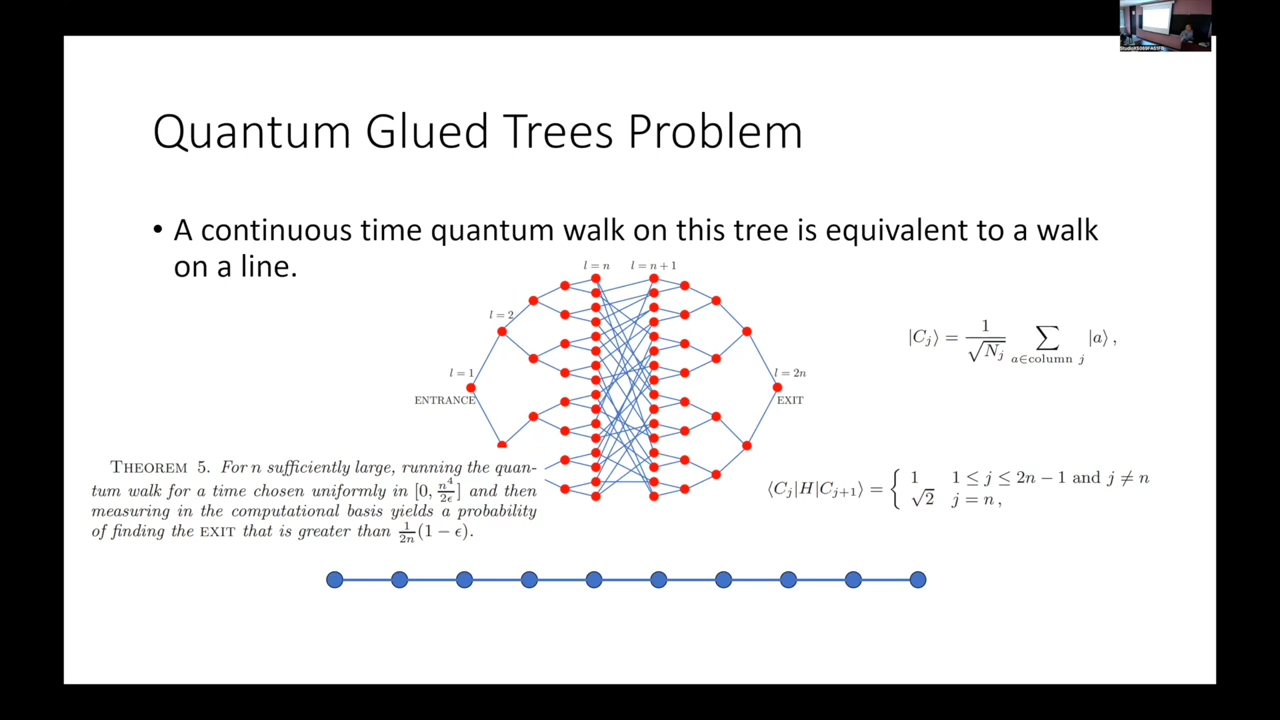 Quantum Glued Trees Problem
• A continuous time quantum walk on this tree is equivalent to a walk
on a line.
l = n
l = n + 1
l = 2
l = 1
ENTRANCE
l = 2n
EXIT
|C_j⟩ = 1/√N_j ∑_{a∈column j} |a⟩ ,
THEOREM 5. For n sufficiently large, running the quan-
tum walk for a time chosen uniformly in [0, n⁴/2ϵ] and then
measuring in the computational basis yields a probability
of finding the EXIT that is greater than 1/2n (1 − ϵ).
⟨C_j|H|C_{j+1}⟩ = { 1 1 ≤ j ≤ 2n − 1 and j ≠ n
√2 j = n ,